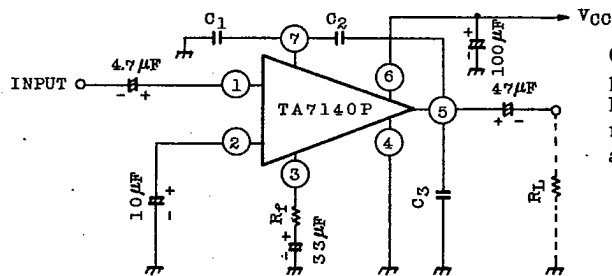 C1
C2
VCC
100μF
+
-
7
6
4.7μF
- +
INPUT
1
TA7140P
5
47μF
+ -
2
4
3
10μF
+
-
Rf
33μF
+
-
C3
RL